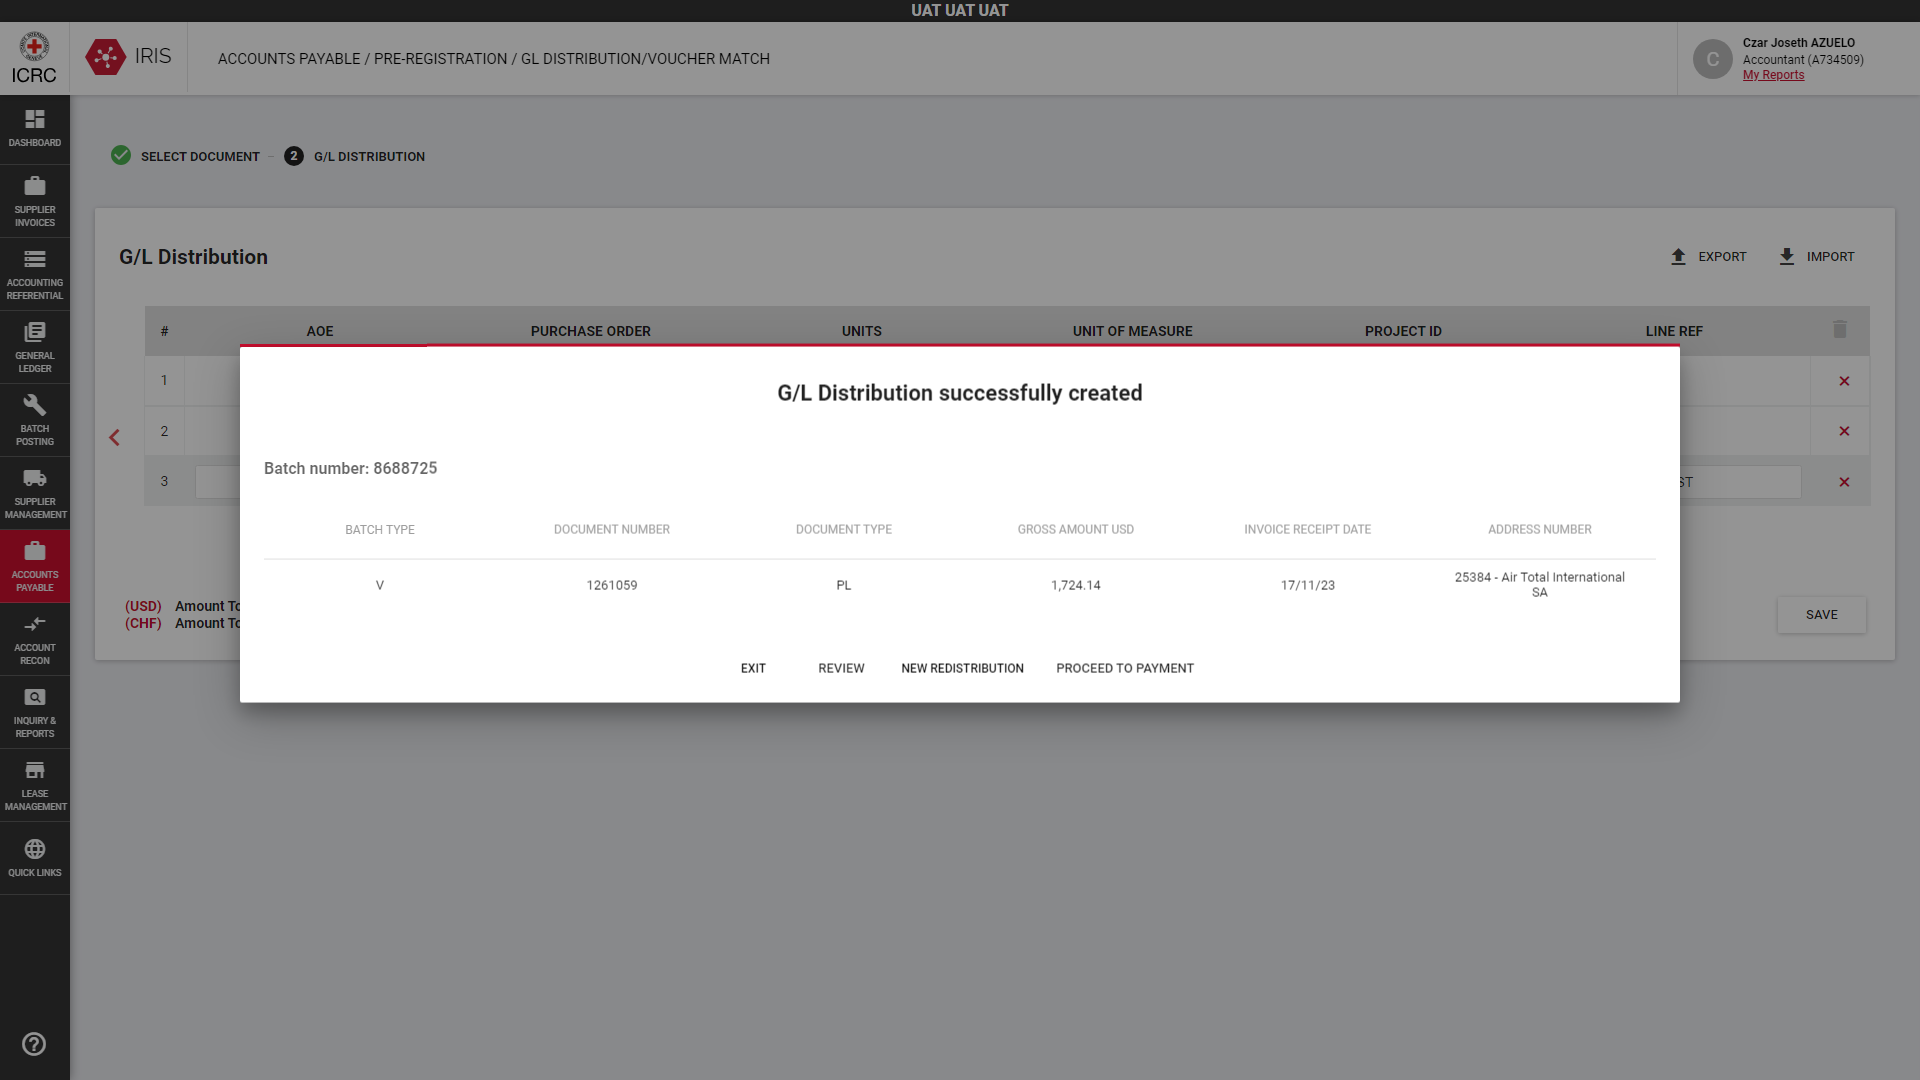 UAT UAT UAT
ICRC
IRIS
ACCOUNTS PAYABLE / PRE-REGISTRATION / GL DISTRIBUTION/VOUCHER MATCH
C
Czar Joseth AZUELO
Accountant (A734509)
My Reports
DASHBOARD
SUPPLIER
INVOICES
ACCOUNTING
REFERENTIAL
GENERAL
LEDGER
BATCH
POSTING
SUPPLIER
MANAGEMENT
ACCOUNTS
PAYABLE
ACCOUNT
RECON
INQUIRY &
REPORTS
LEASE
MANAGEMENT
QUICK LINKS
SELECT DOCUMENT
2 G/L DISTRIBUTION
G/L Distribution
EXPORT
IMPORT
# AOE PURCHASE ORDER UNITS UNIT OF MEASURE PROJECT ID LINE REF
1
2
3
ST
(USD) Amount To
(CHF) Amount To
SAVE
G/L Distribution successfully created
Batch number: 8688725
BATCH TYPE DOCUMENT NUMBER DOCUMENT TYPE GROSS AMOUNT USD INVOICE RECEIPT DATE ADDRESS NUMBER
V 1261059 PL 1,724.14 17/11/23 25384 - Air Total International
SA
EXIT REVIEW NEW REDISTRIBUTION PROCEED TO PAYMENT